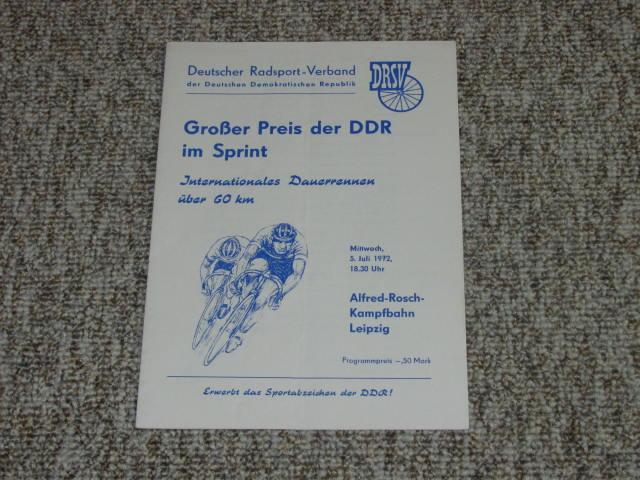 Deutscher Radsport-Verband
der Deutschen Demokratischen Republik
DRSV
Großer Preis der DDR
im Sprint
Internationales Dauerrennen
über 60 km
Mittwoch,
5. Juli 1972,
18.30 Uhr
Alfred-Rosch-
Kampfbahn
Leipzig
Programmpreis –,50 Mark
Erwerbt das Sportabzeichen der DDR!